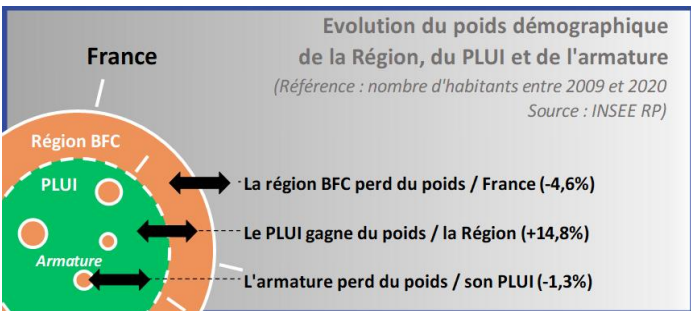 Evolution du poids démographique
de la Région, du PLUI et de l'armature
(Référence : nombre d'habitants entre 2009 et 2020
Source : INSEE RP)
France
Région BFC
PLUI
Armature
La région BFC perd du poids / France (-4,6%)
Le PLUI gagne du poids / la Région (+14,8%)
L'armature perd du poids / son PLUI (-1,3%)